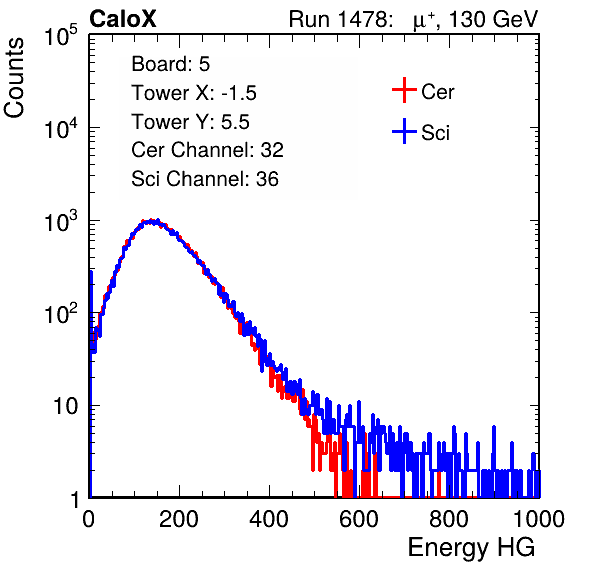 CaloX Run 1478: μ⁺, 130 GeV
Counts
Board: 5
Tower X: -1.5
Tower Y: 5.5
Cer Channel: 32
Sci Channel: 36
Cer
Sci
10⁵
10⁴
10³
10²
10
1
0 200 400 600 800 1000
Energy HG